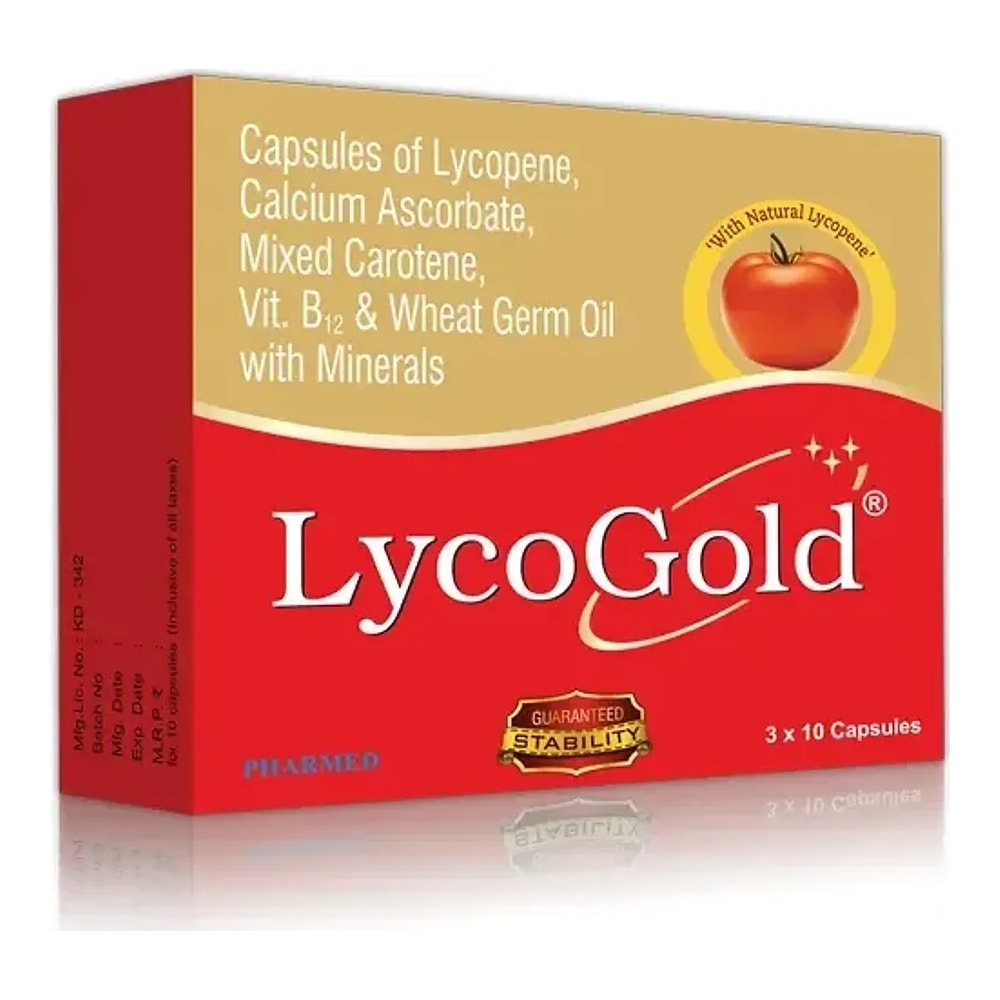 Capsules of Lycopene,
Calcium Ascorbate,
Mixed Carotene,
Vit. B₁₂ & Wheat Germ Oil
with Minerals
'With Natural Lycopene'
LycoGold®
GUARANTEED
STABILITY
PHARMED
3 x 10 Capsules
Mfg.Lic. No. : KD - 342
Batch No :
Mfg. Date :
Exp. Date :
M.R.P. ₹ :
for 10 capsules (Inclusive of all taxes)